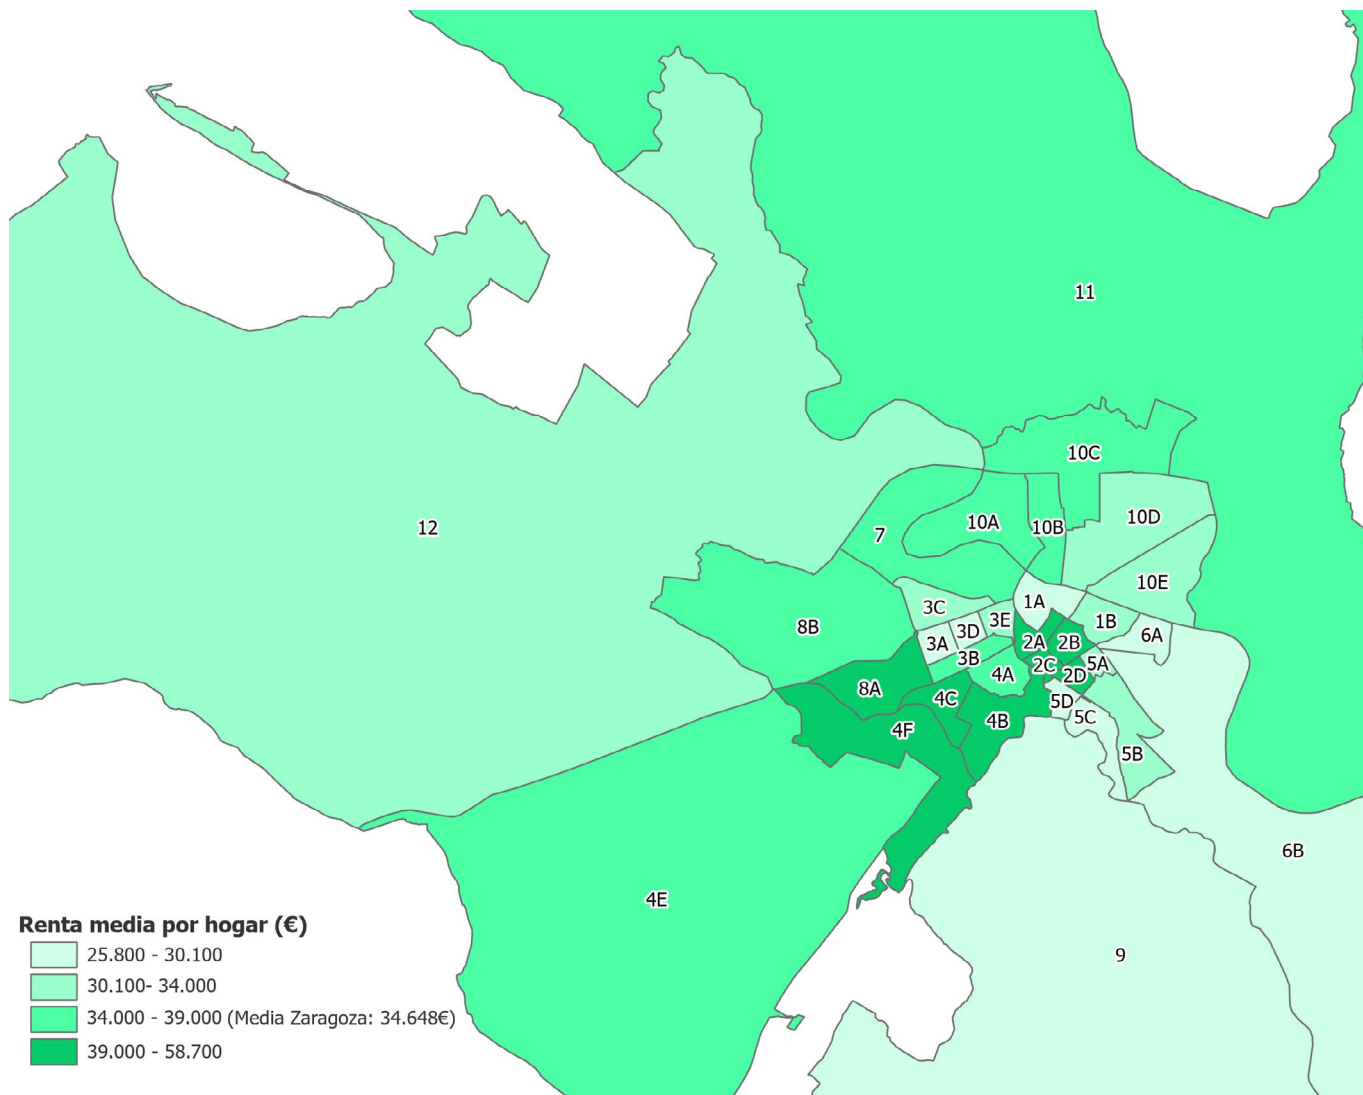 11
10C
12
10A
10B
10D
7
10E
1A
3C
3E
1B
8B
3D
6A
3A
2A
2B
3B
2C
5A
4A
2D
8A
4C
5D
5C
4B
4F
5B
6B
4E
9
Renta media por hogar (€)
25.800 - 30.100
30.100- 34.000
34.000 - 39.000 (Media Zaragoza: 34.648€)
39.000 - 58.700